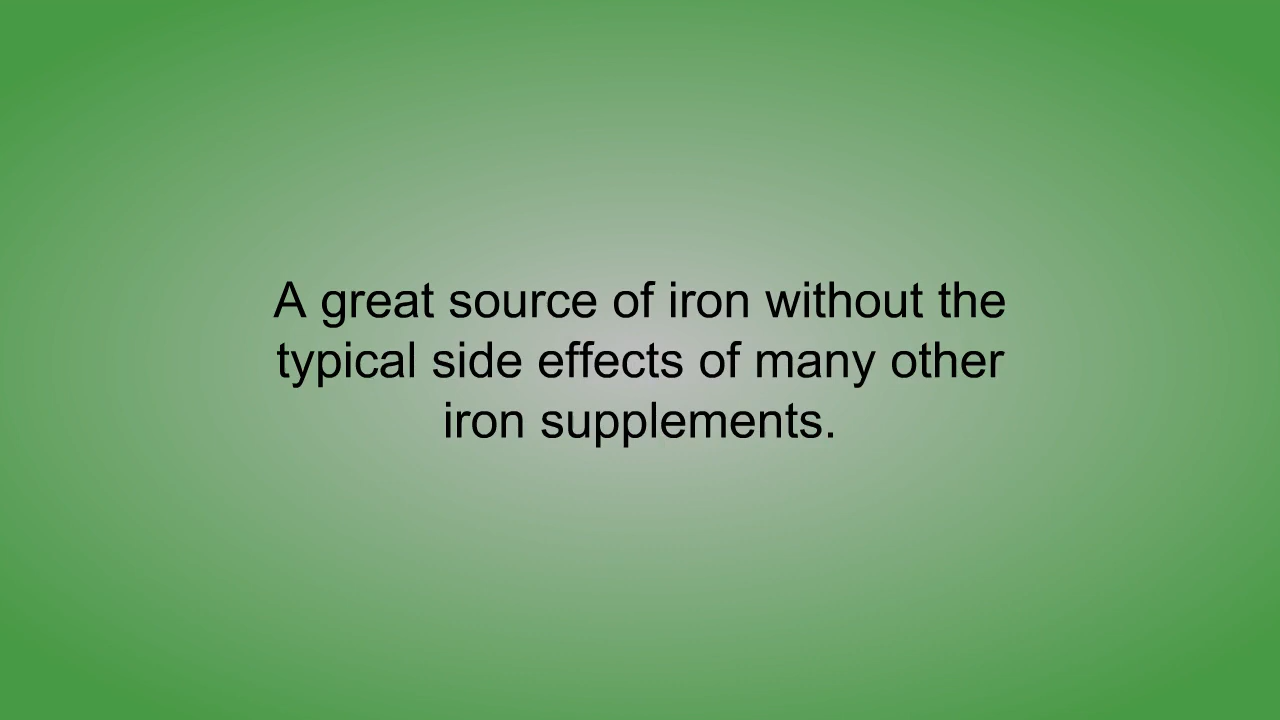 A great source of iron without the
typical side effects of many other
iron supplements.